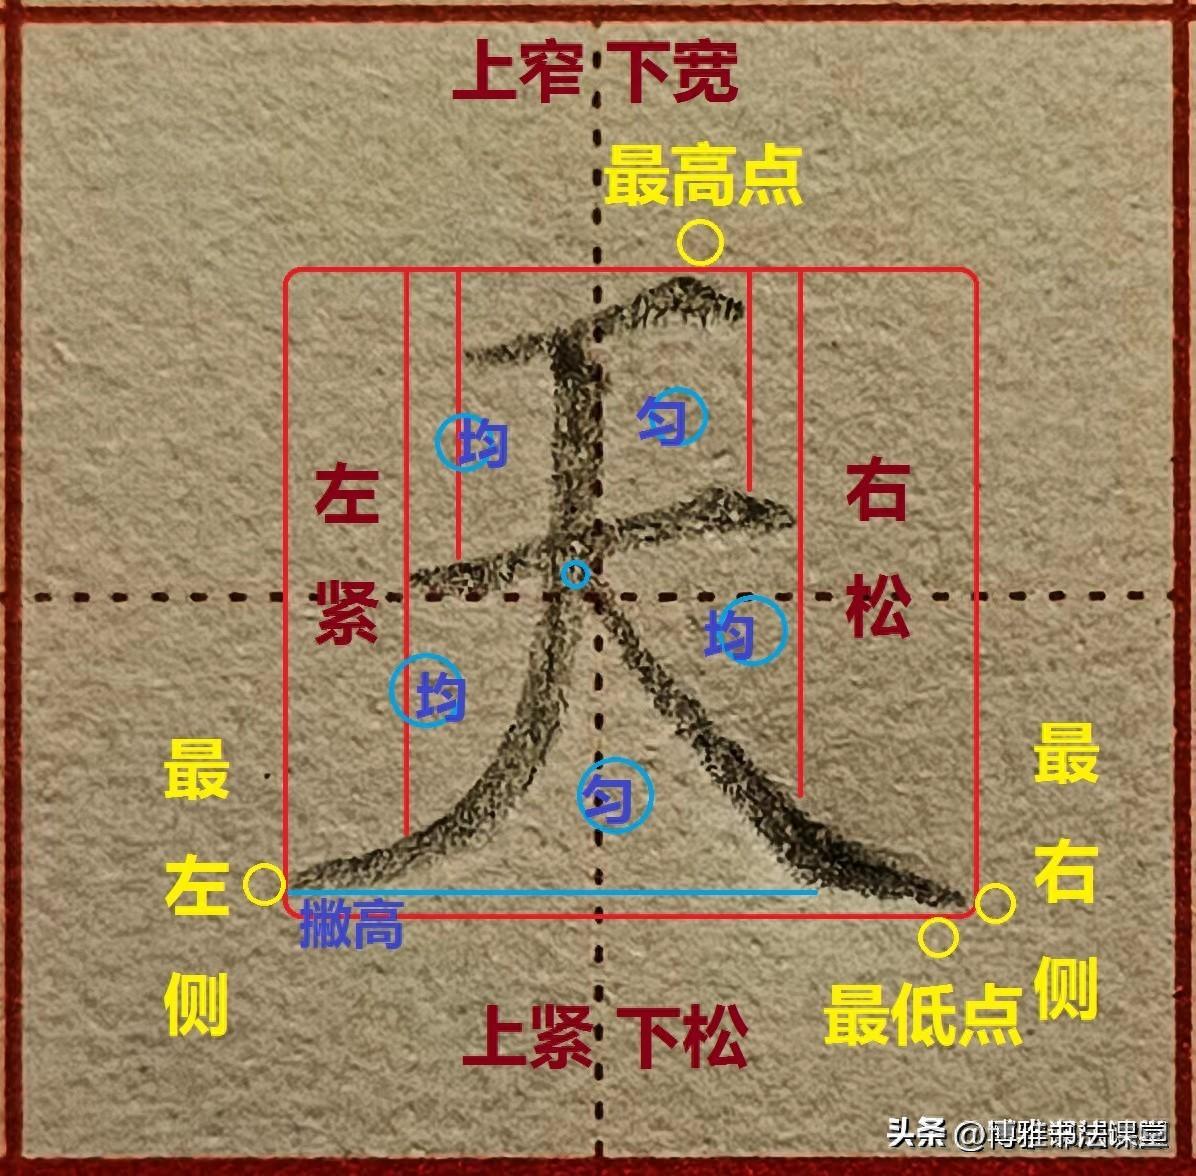 上窄下宽
最高点
天
均
匀
左紧
右松
均
均
匀
最左侧
最右侧
撇高
上紧下松
最低点
头条 @博雅书法课堂